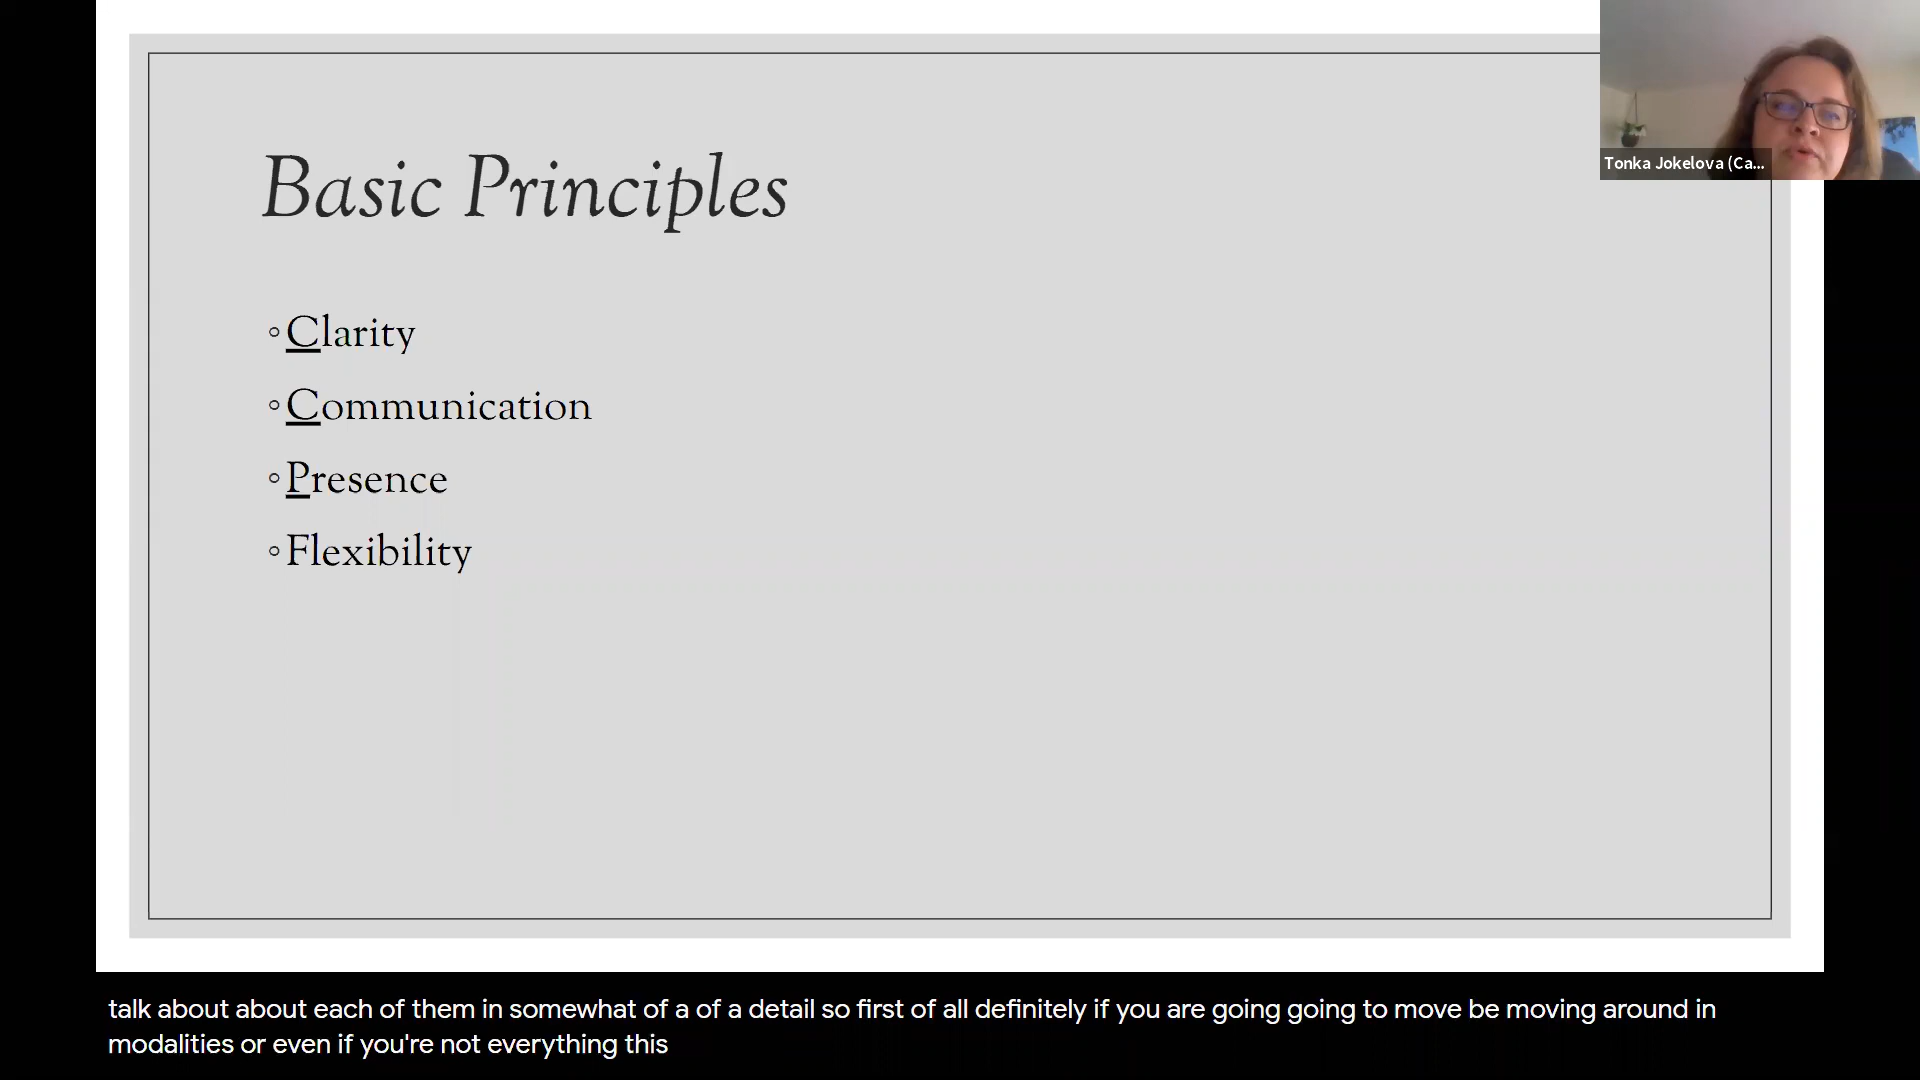 Basic Principles
Clarity
Communication
Presence
Flexibility
Tonka Jokelova (Ca...
talk about about each of them in somewhat of a of a detail so first of all definitely if you are going going to move be moving around in
modalities or even if you're not everything this